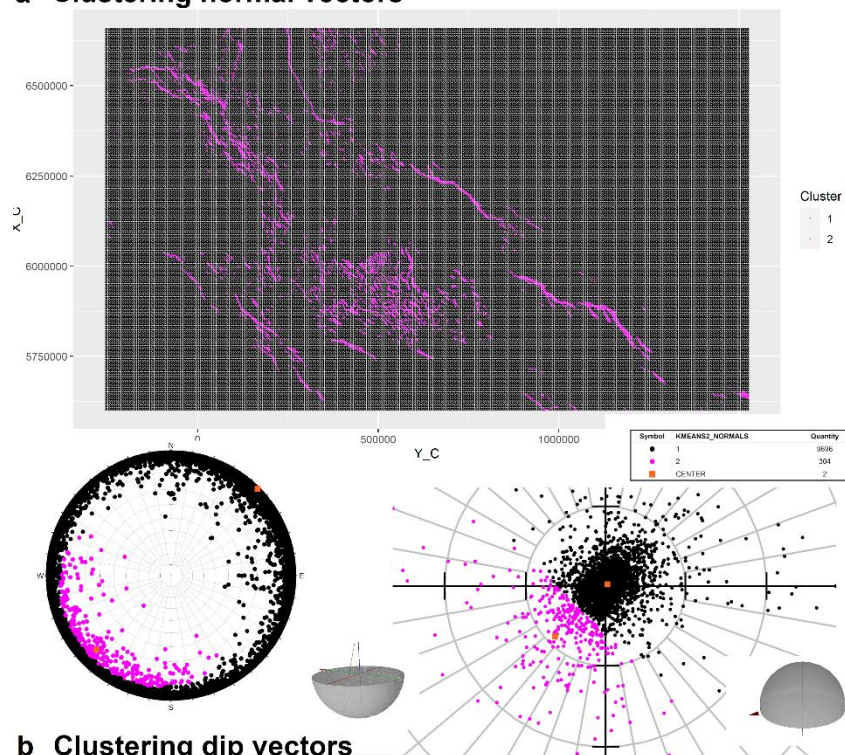 a Clustering normal vectors
6500000
6250000
6000000
5750000
X_C
0
500000
1000000
Y_C
Cluster
1
2
Symbol KMEANS2_NORMALS Quantity
1 9696
2 304
CENTER 2
N
W
E
S
b Clustering dip vectors